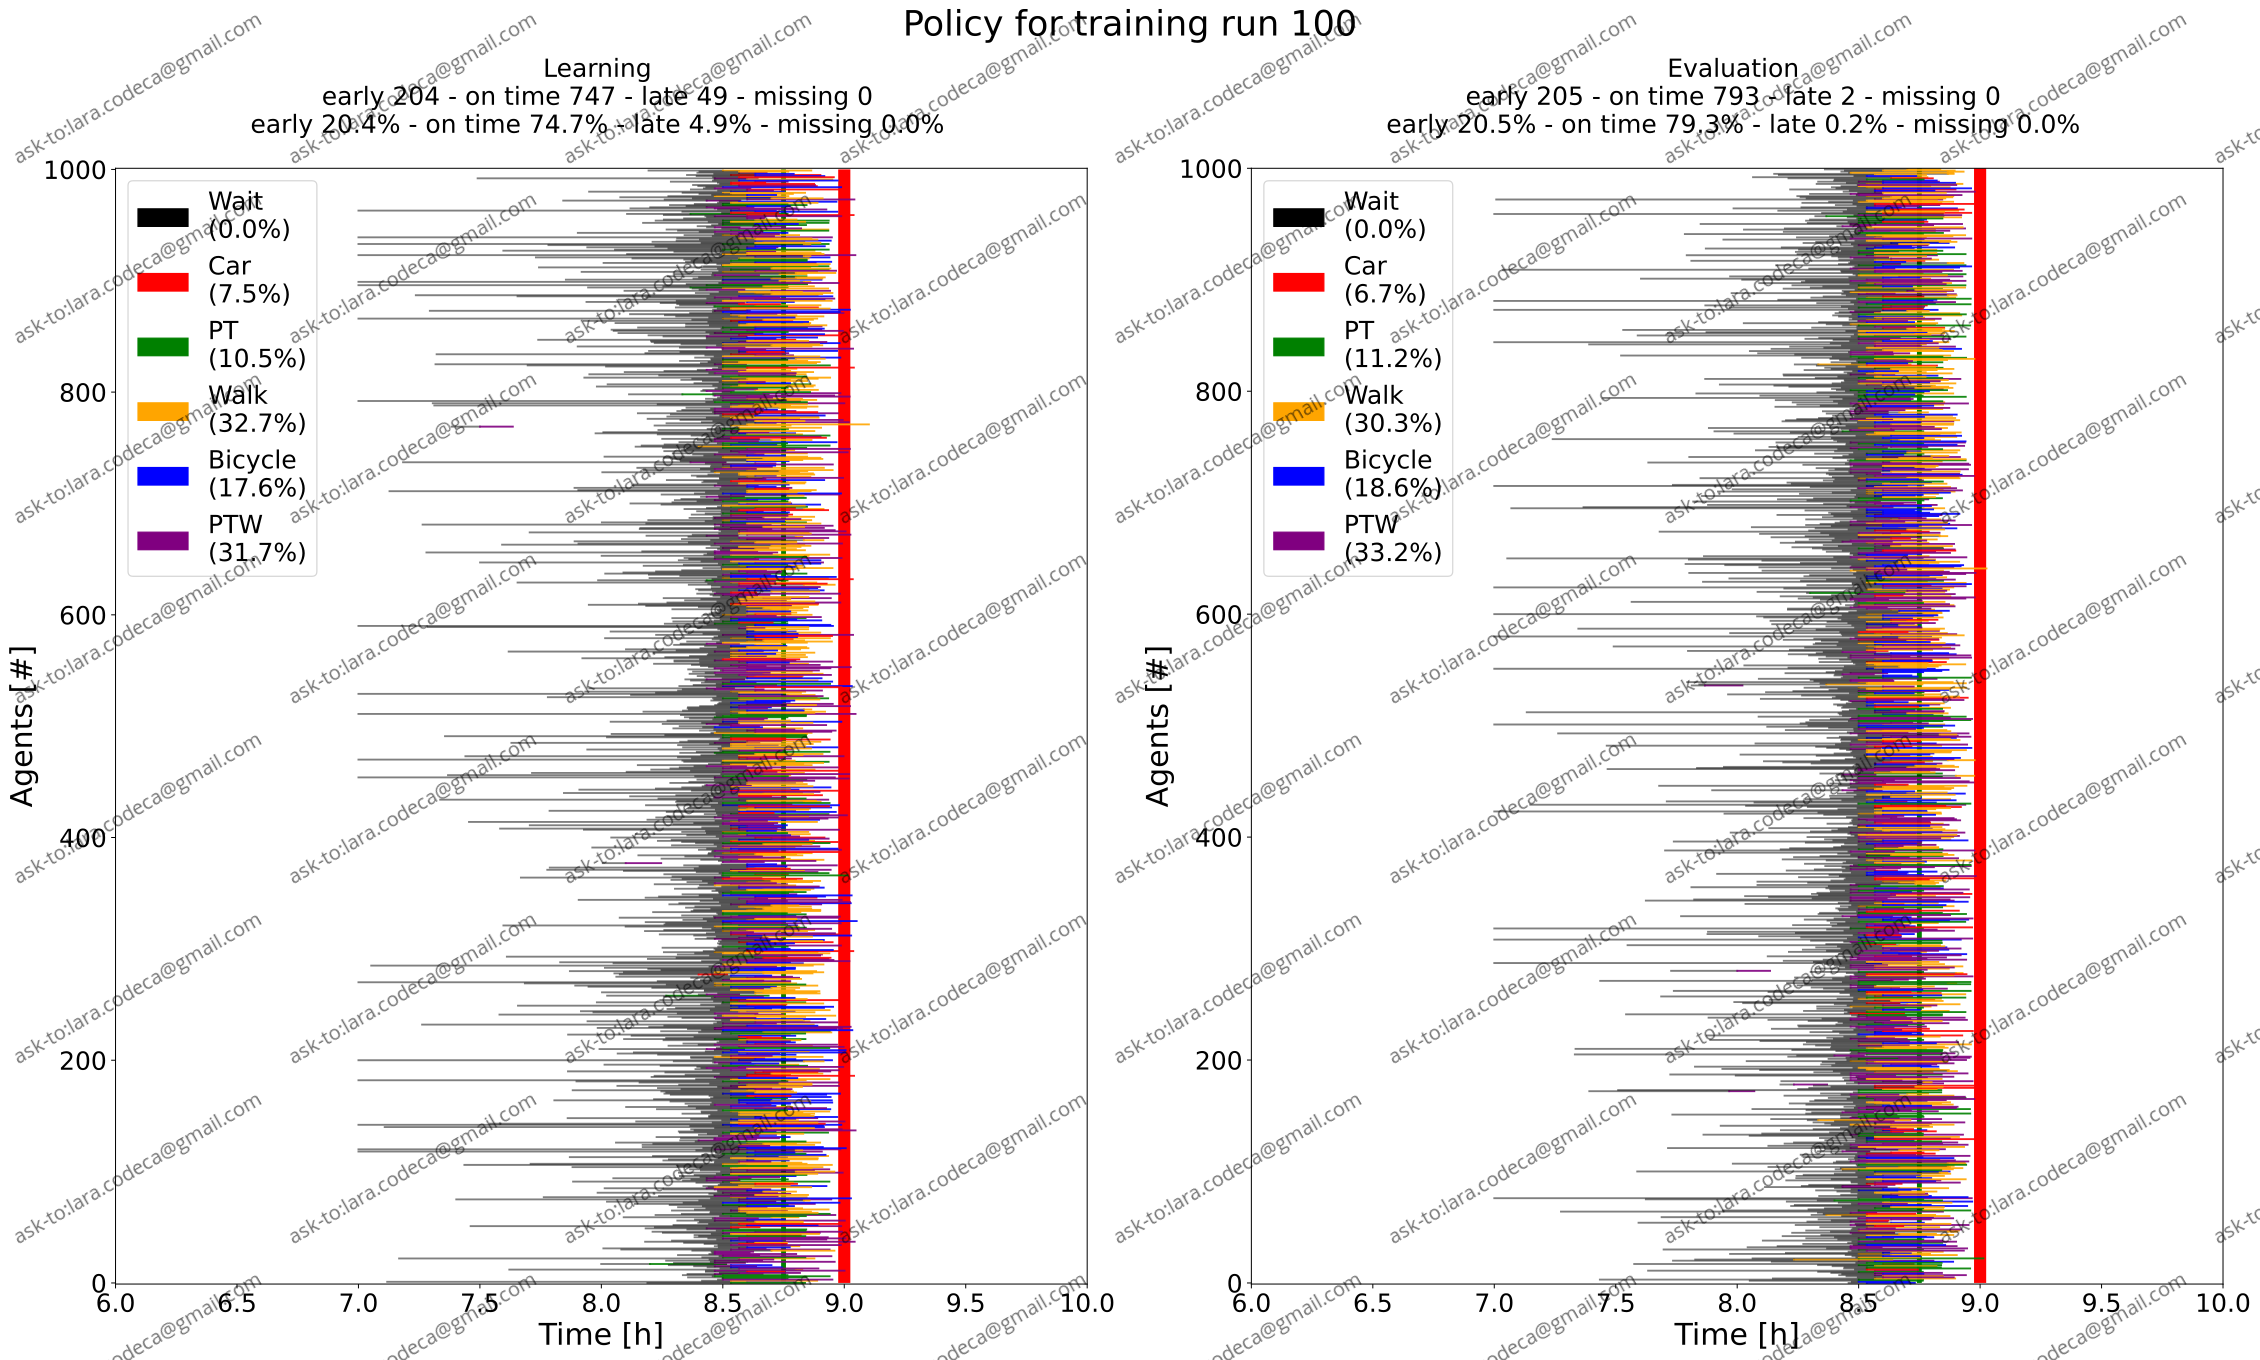 Policy for training run 100
Learning
early 204 - on time 747 - late 49 - missing 0
early 20.4% - on time 74.7% - late 4.9% - missing 0.0%
1000
800
600
400
200
0
Agents [#]
Wait
(0.0%)
Car
(7.5%)
PT
(10.5%)
Walk
(32.7%)
Bicycle
(17.6%)
PTW
(31.7%)
6.0 6.5 7.0 7.5 8.0 8.5 9.0 9.5 10.0
Time [h]
Evaluation
early 205 - on time 793 - late 2 - missing 0
early 20.5% - on time 79.3% - late 0.2% - missing 0.0%
1000
800
600
400
200
0
Agents [#]
Wait
(0.0%)
Car
(6.7%)
PT
(11.2%)
Walk
(30.3%)
Bicycle
(18.6%)
PTW
(33.2%)
6.0 6.5 7.0 7.5 8.0 8.5 9.0 9.5 10.0
Time [h]
ask-to:lara.codeca@gmail.com